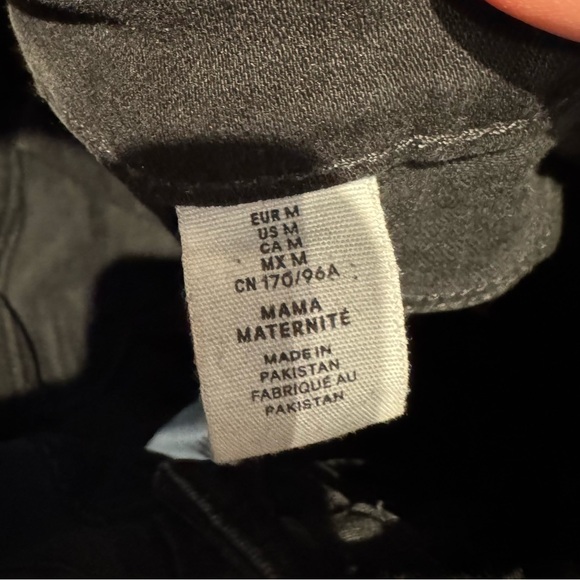 EUR M
US M
CA M
MX M
CN 170/96A
MAMA
MATERNITÉ
MADE IN
PAKISTAN
FABRIQUÉ AU
PAKISTAN